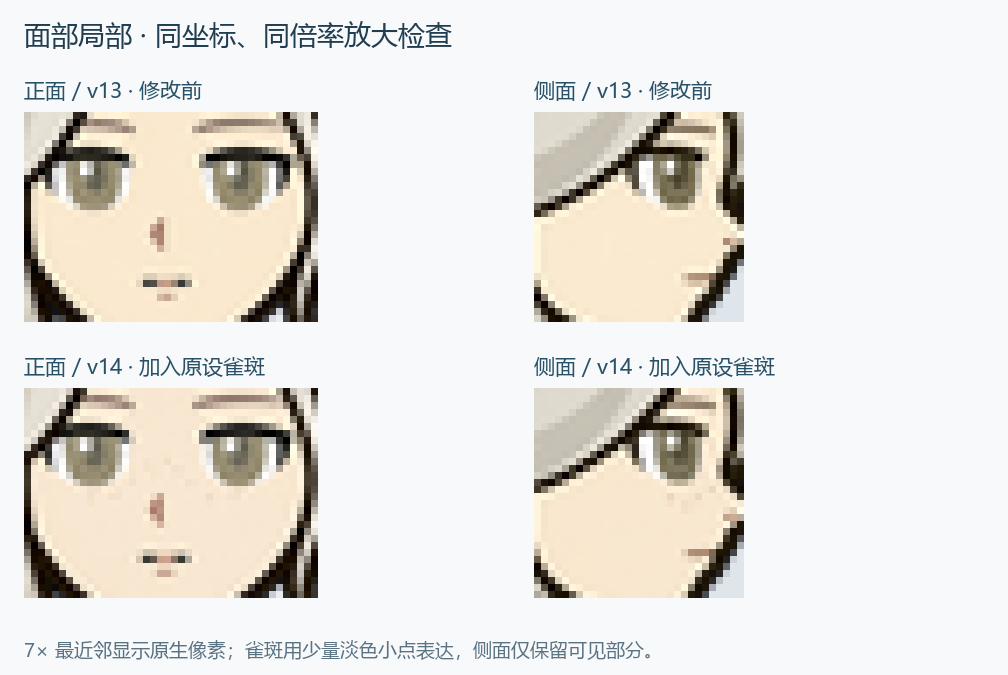 面部局部 · 同坐标、同倍率放大检查
正面 / v13 · 修改前
侧面 / v13 · 修改前
正面 / v14 · 加入原设雀斑
侧面 / v14 · 加入原设雀斑
7× 最近邻显示原生像素；雀斑用少量淡色小点表达，侧面仅保留可见部分。